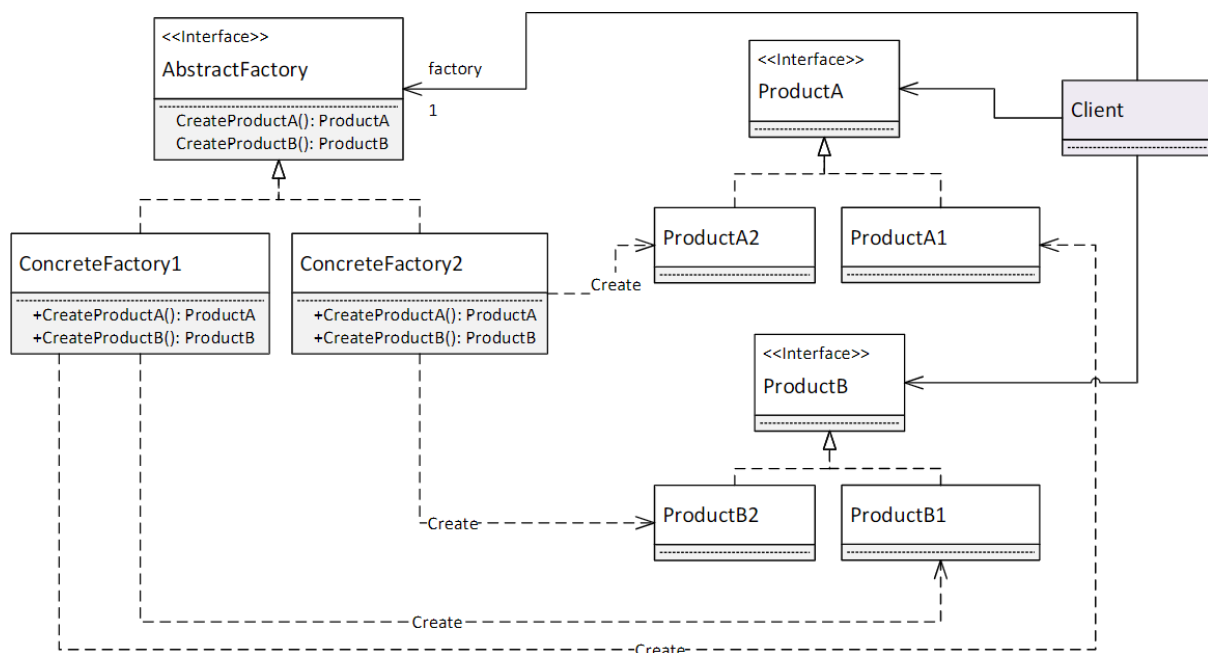 <<Interface>>
AbstractFactory
CreateProductA(): ProductA
CreateProductB(): ProductB
factory
1
<<Interface>>
ProductA
Client
ConcreteFactory1
+CreateProductA(): ProductA
+CreateProductB(): ProductB
ConcreteFactory2
+CreateProductA(): ProductA
+CreateProductB(): ProductB
Create
ProductA2
ProductA1
<<Interface>>
ProductB
ProductB2
ProductB1
Create
Create
Create